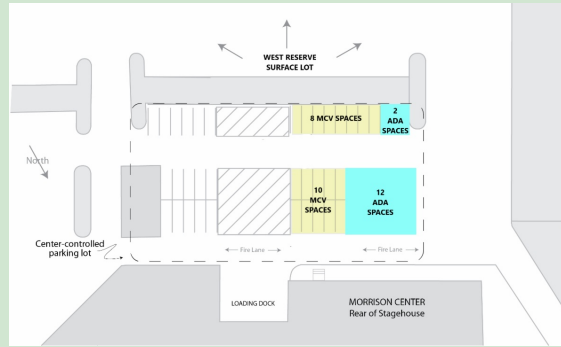 WEST RESERVE
SURFACE LOT
8 MCV SPACES
2
ADA
SPACES
North
10
MCV
SPACES
12
ADA
SPACES
Center-controlled
parking lot
Fire Lane
Fire Lane
LOADING DOCK
MORRISON CENTER
Rear of Stagehouse